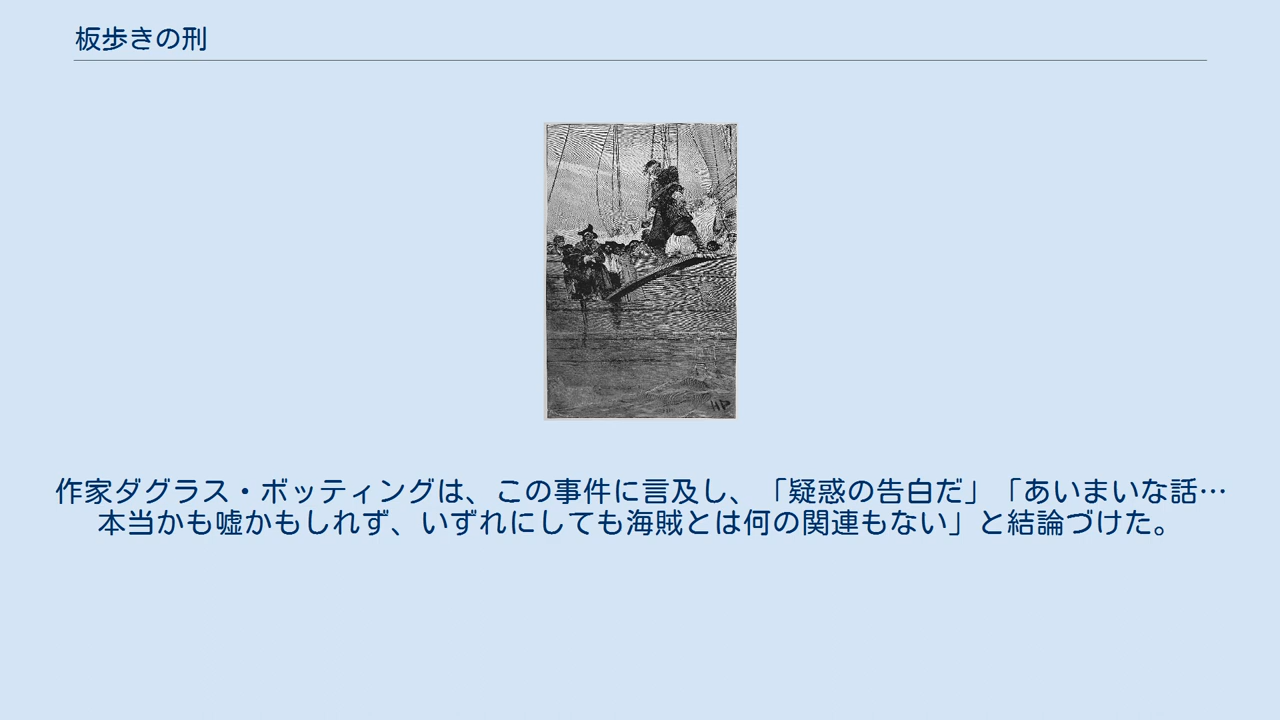 板歩きの刑
HP
作家ダグラス・ボッティングは、この事件に言及し、「疑惑の告白だ」「あいまいな話…
本当かも嘘かもしれず、いずれにしても海賊とは何の関連もない」と結論づけた。